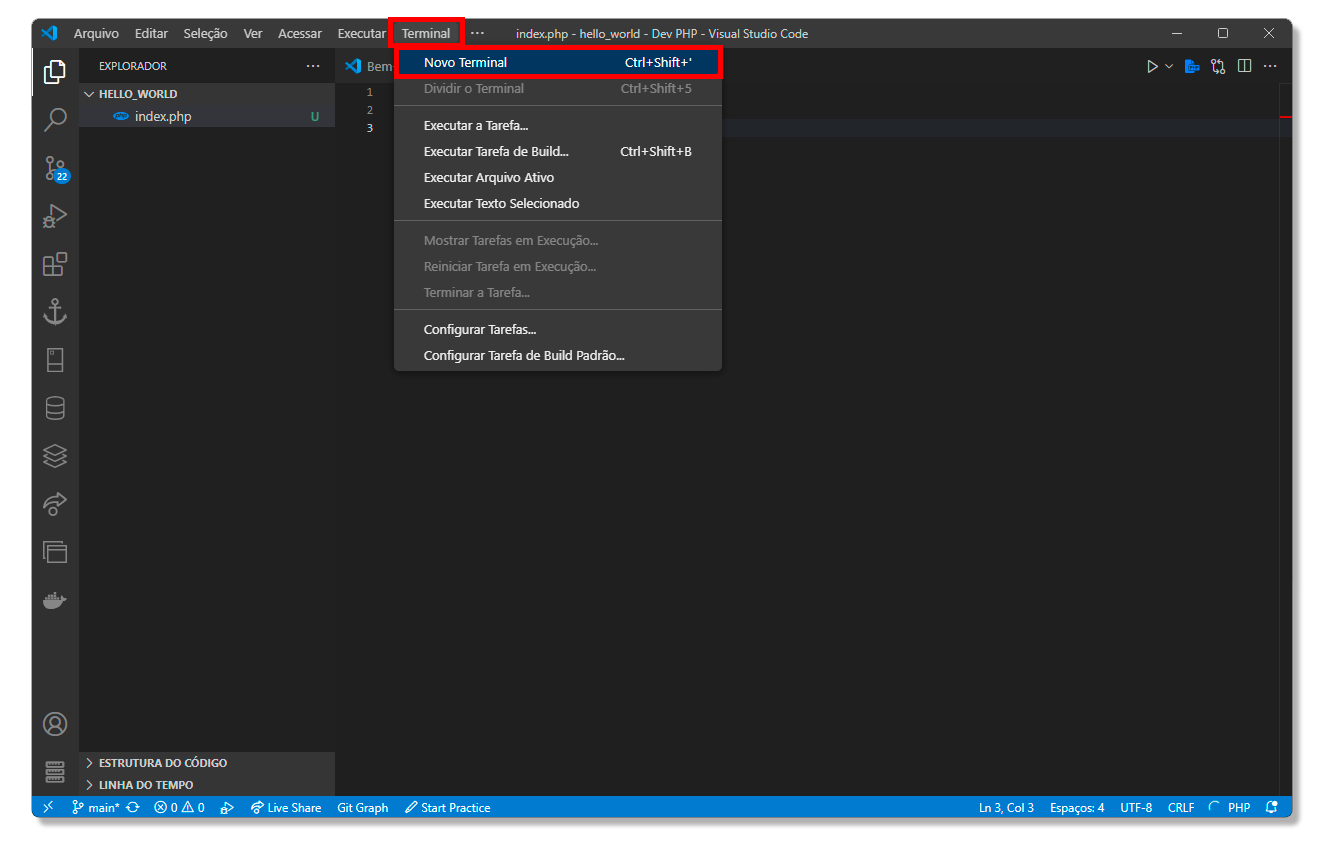 Arquivo Editar Seleção Ver Acessar Executar Terminal ··· index.php - hello_world - Dev PHP - Visual Studio Code
EXPLORADOR ···
Bem
HELLO_WORLD
index.php U
1
2
3
Novo Terminal Ctrl+Shift+'
Dividir o Terminal Ctrl+Shift+5
Executar a Tarefa...
Executar Tarefa de Build... Ctrl+Shift+B
Executar Arquivo Ativo
Executar Texto Selecionado
Mostrar Tarefas em Execução...
Reiniciar Tarefa em Execução...
Terminar a Tarefa...
Configurar Tarefas...
Configurar Tarefa de Build Padrão...
22
ESTRUTURA DO CÓDIGO
LINHA DO TEMPO
main* 0 0 Live Share Git Graph Start Practice Ln 3, Col 3 Espaços: 4 UTF-8 CRLF PHP